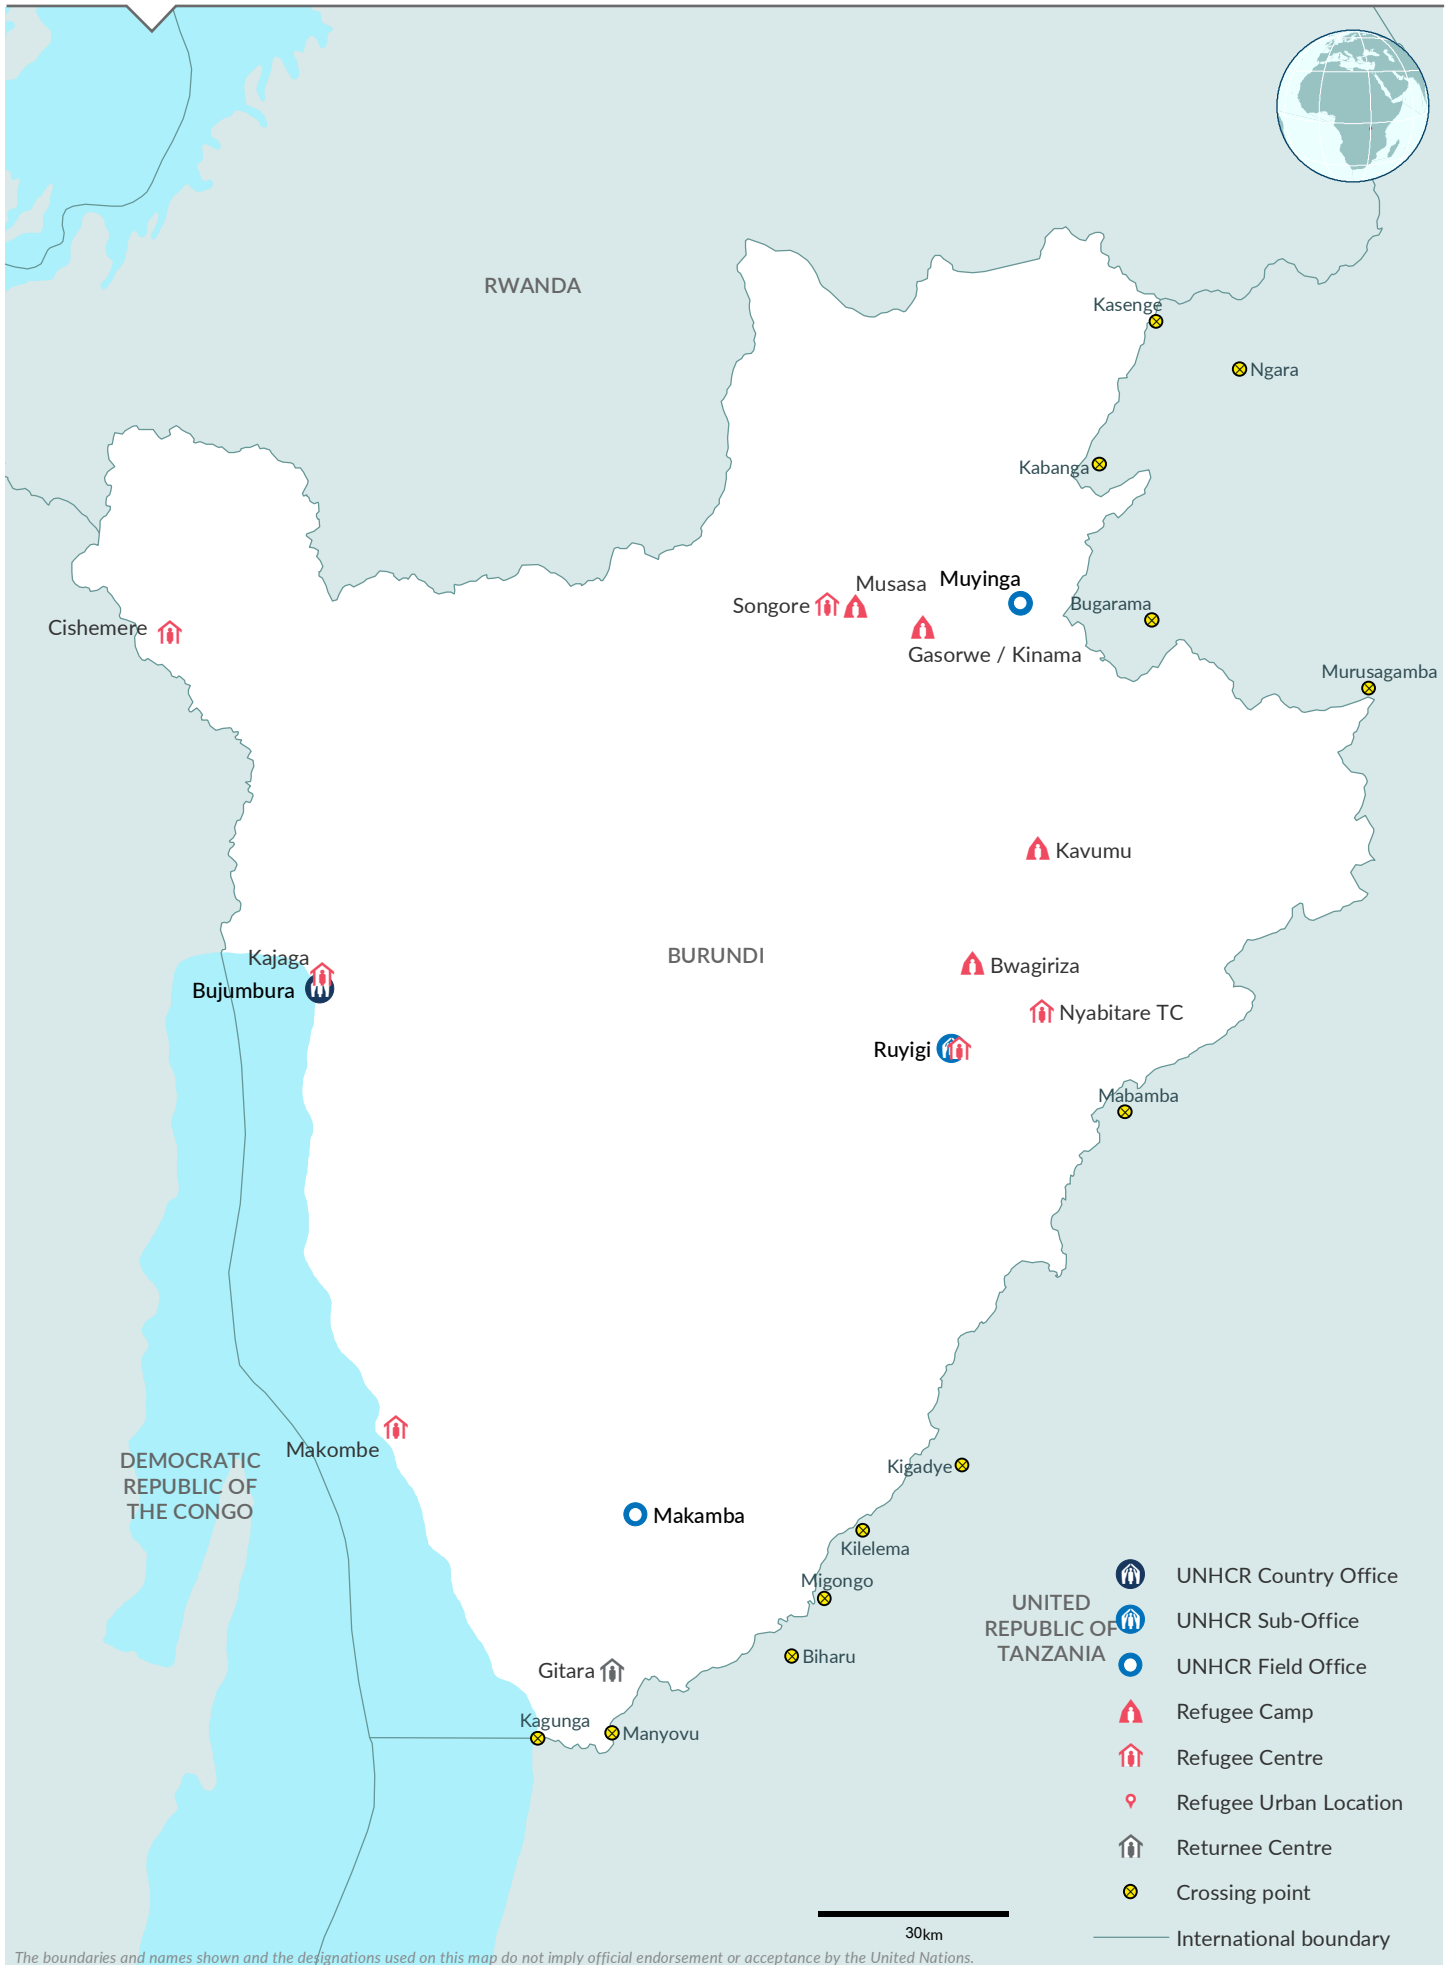 RWANDA
Kasenge
Ngara
Kabanga
Musasa
Muyinga
Songore
Bugarama
Cishemere
Gasorwe / Kinama
Murusagamba
Kavumu
Kajaga
BURUNDI
Bwagiriza
Bujumbura
Nyabitare TC
Ruyigi
Mabamba
Makombe
DEMOCRATIC
REPUBLIC OF
THE CONGO
Kigadye
Makamba
Kilelema
Migongo
UNITED
REPUBLIC OF
TANZANIA
Biharu
Gitara
Kagunga
Manyovu
UNHCR Country Office
UNHCR Sub-Office
UNHCR Field Office
Refugee Camp
Refugee Centre
Refugee Urban Location
Returnee Centre
Crossing point
International boundary
30km
The boundaries and names shown and the designations used on this map do not imply official endorsement or acceptance by the United Nations.